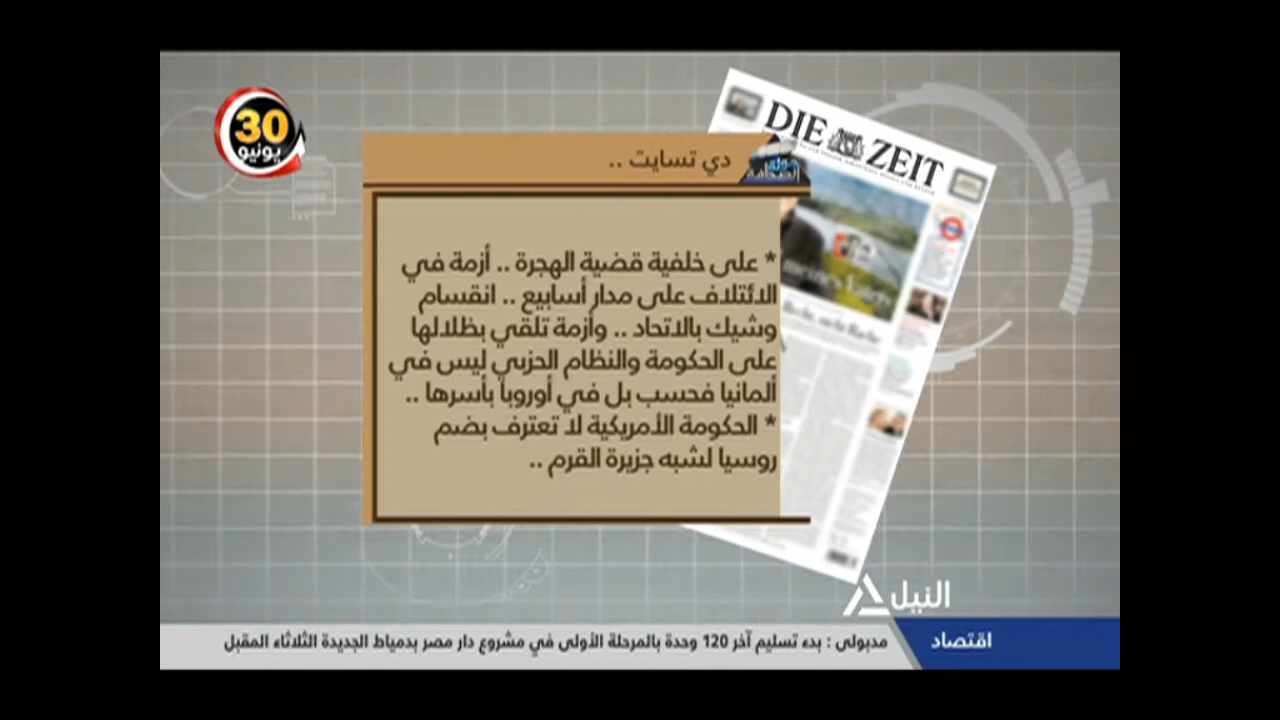 30
يونيو
DIE ZEIT
دي تسايت ..
جولة
الصحافة
* على خلفية قضية الهجرة .. أزمة في
الائتلاف على مدار أسابيع .. انقسام
وشيك بالاتحاد .. وأزمة تلقي بظلالها
على الحكومة والنظام الحزبي ليس في
ألمانيا فحسب بل في أوروبا بأسرها ..
* الحكومة الأمريكية لا تعترف بضم
روسيا لشبه جزيرة القرم ..
النيل
اقتصاد
مدبولى : بدء تسليم آخر 120 وحدة بالمرحلة الأولى في مشروع دار مصر بدمياط الجديدة الثلاثاء المقبل